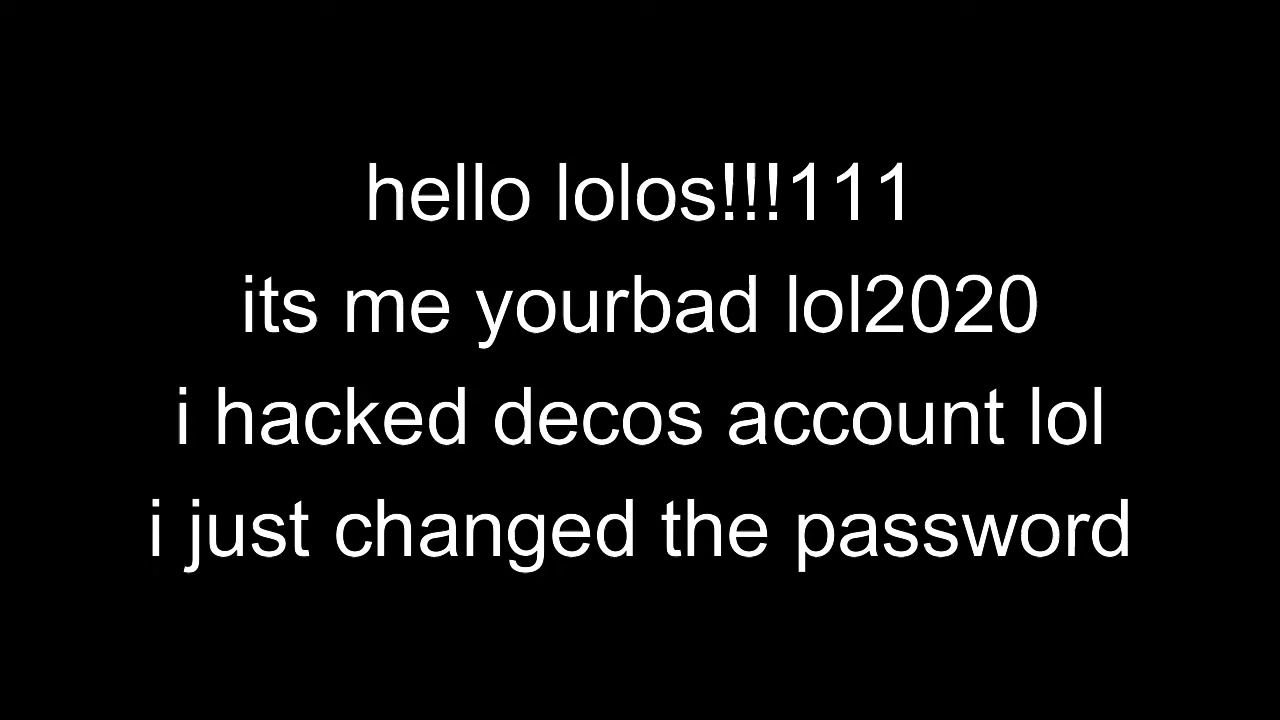 hello lolos!!!111
its me yourbad lol2020
i hacked decos account lol
i just changed the password